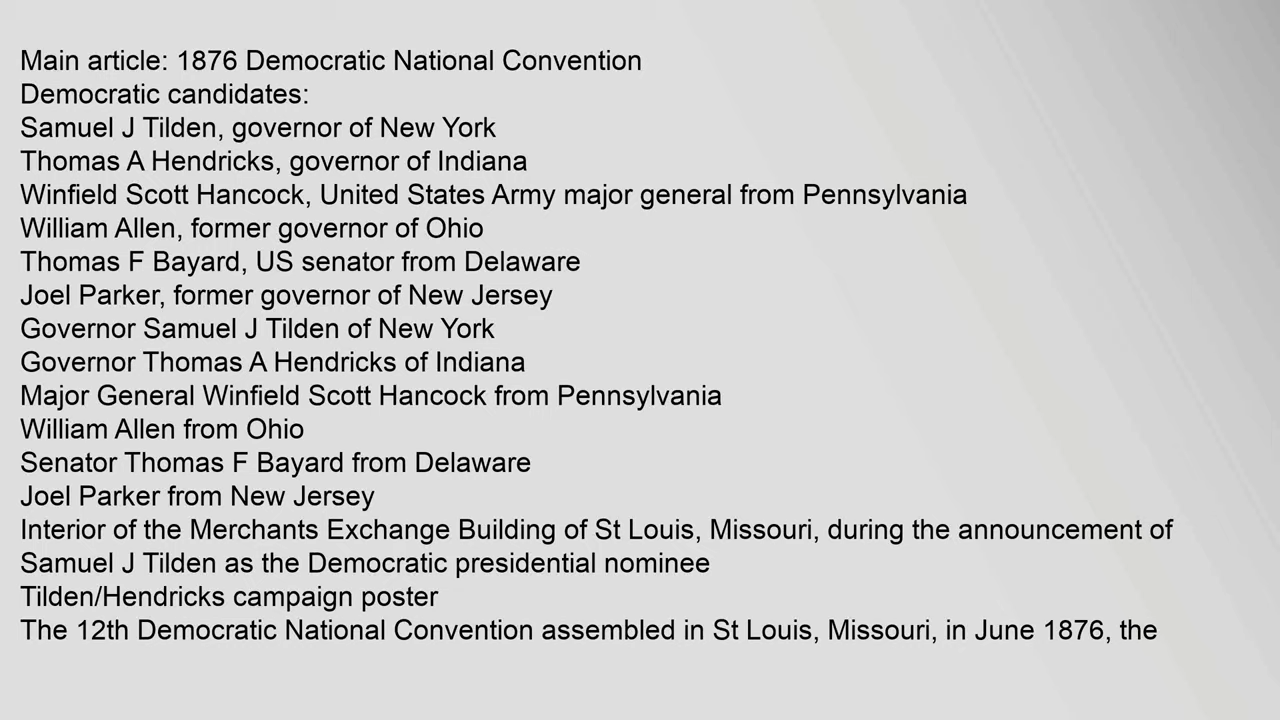 Main article: 1876 Democratic National Convention
Democratic candidates:
Samuel J Tilden, governor of New York
Thomas A Hendricks, governor of Indiana
Winfield Scott Hancock, United States Army major general from Pennsylvania
William Allen, former governor of Ohio
Thomas F Bayard, US senator from Delaware
Joel Parker, former governor of New Jersey
Governor Samuel J Tilden of New York
Governor Thomas A Hendricks of Indiana
Major General Winfield Scott Hancock from Pennsylvania
William Allen from Ohio
Senator Thomas F Bayard from Delaware
Joel Parker from New Jersey
Interior of the Merchants Exchange Building of St Louis, Missouri, during the announcement of
Samuel J Tilden as the Democratic presidential nominee
Tilden/Hendricks campaign poster
The 12th Democratic National Convention assembled in St Louis, Missouri, in June 1876, the